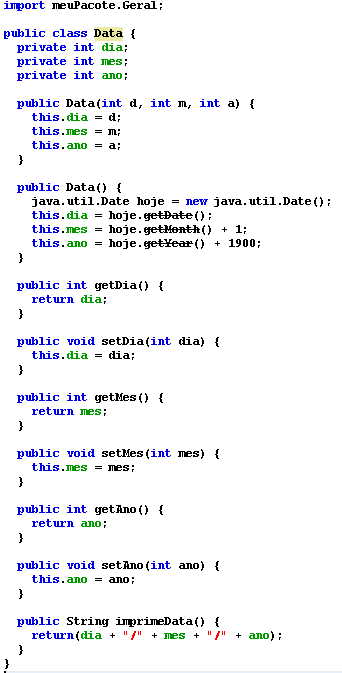 import meuPacote.Geral;

public class Data {
  private int dia;
  private int mes;
  private int ano;

  public Data(int d, int m, int a) {
    this.dia = d;
    this.mes = m;
    this.ano = a;
  }

  public Data() {
    java.util.Date hoje = new java.util.Date();
    this.dia = hoje.getDate();
    this.mes = hoje.getMonth() + 1;
    this.ano = hoje.getYear() + 1900;
  }

  public int getDia() {
    return dia;
  }

  public void setDia(int dia) {
    this.dia = dia;
  }

  public int getMes() {
    return mes;
  }

  public void setMes(int mes) {
    this.mes = mes;
  }

  public int getAno() {
    return ano;
  }

  public void setAno(int ano) {
    this.ano = ano;
  }

  public String imprimeData() {
    return(dia + "/" + mes + "/" + ano);
  }
}